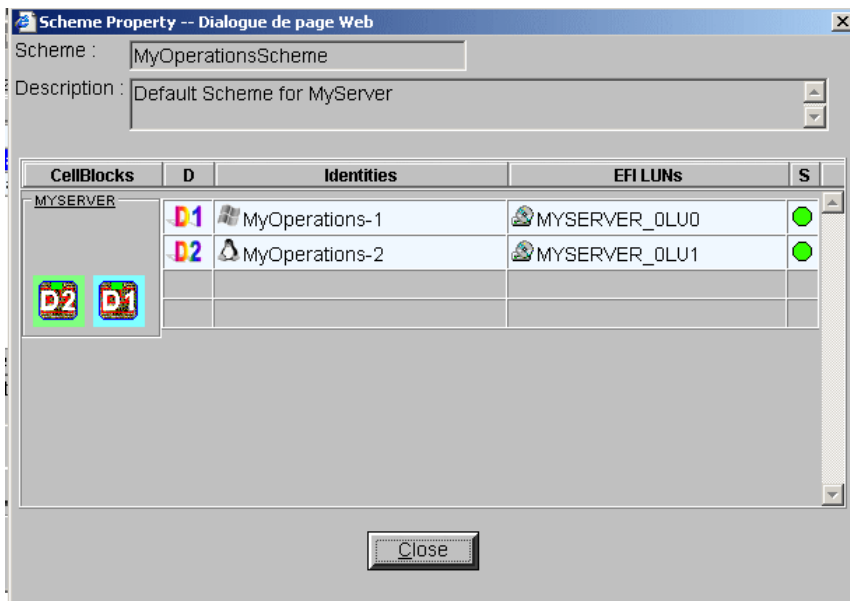 Scheme Property -- Dialogue de page Web
Scheme : MyOperationsScheme
Description : Default Scheme for MyServer
CellBlocks D Identities EFI LUNs S
MYSERVER
D1 MyOperations-1 MYSERVER_0LU0
D2 MyOperations-2 MYSERVER_0LU1
D2 D1
Close